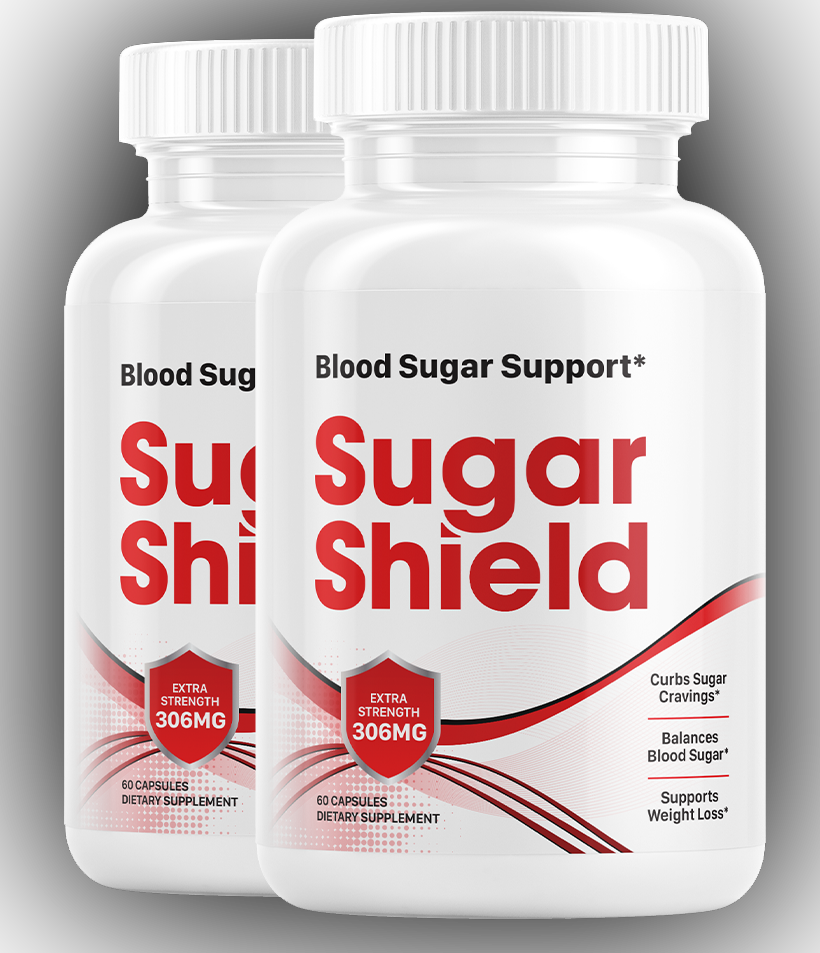 Blood Sug
Sug
Shi
EXTRA
STRENGTH
306MG
60 CAPSULES
DIETARY SUPPLEMENT
Blood Sugar Support*
Sugar
Shield
EXTRA
STRENGTH
306MG
60 CAPSULES
DIETARY SUPPLEMENT
Curbs Sugar
Cravings*
Balances
Blood Sugar*
Supports
Weight Loss*